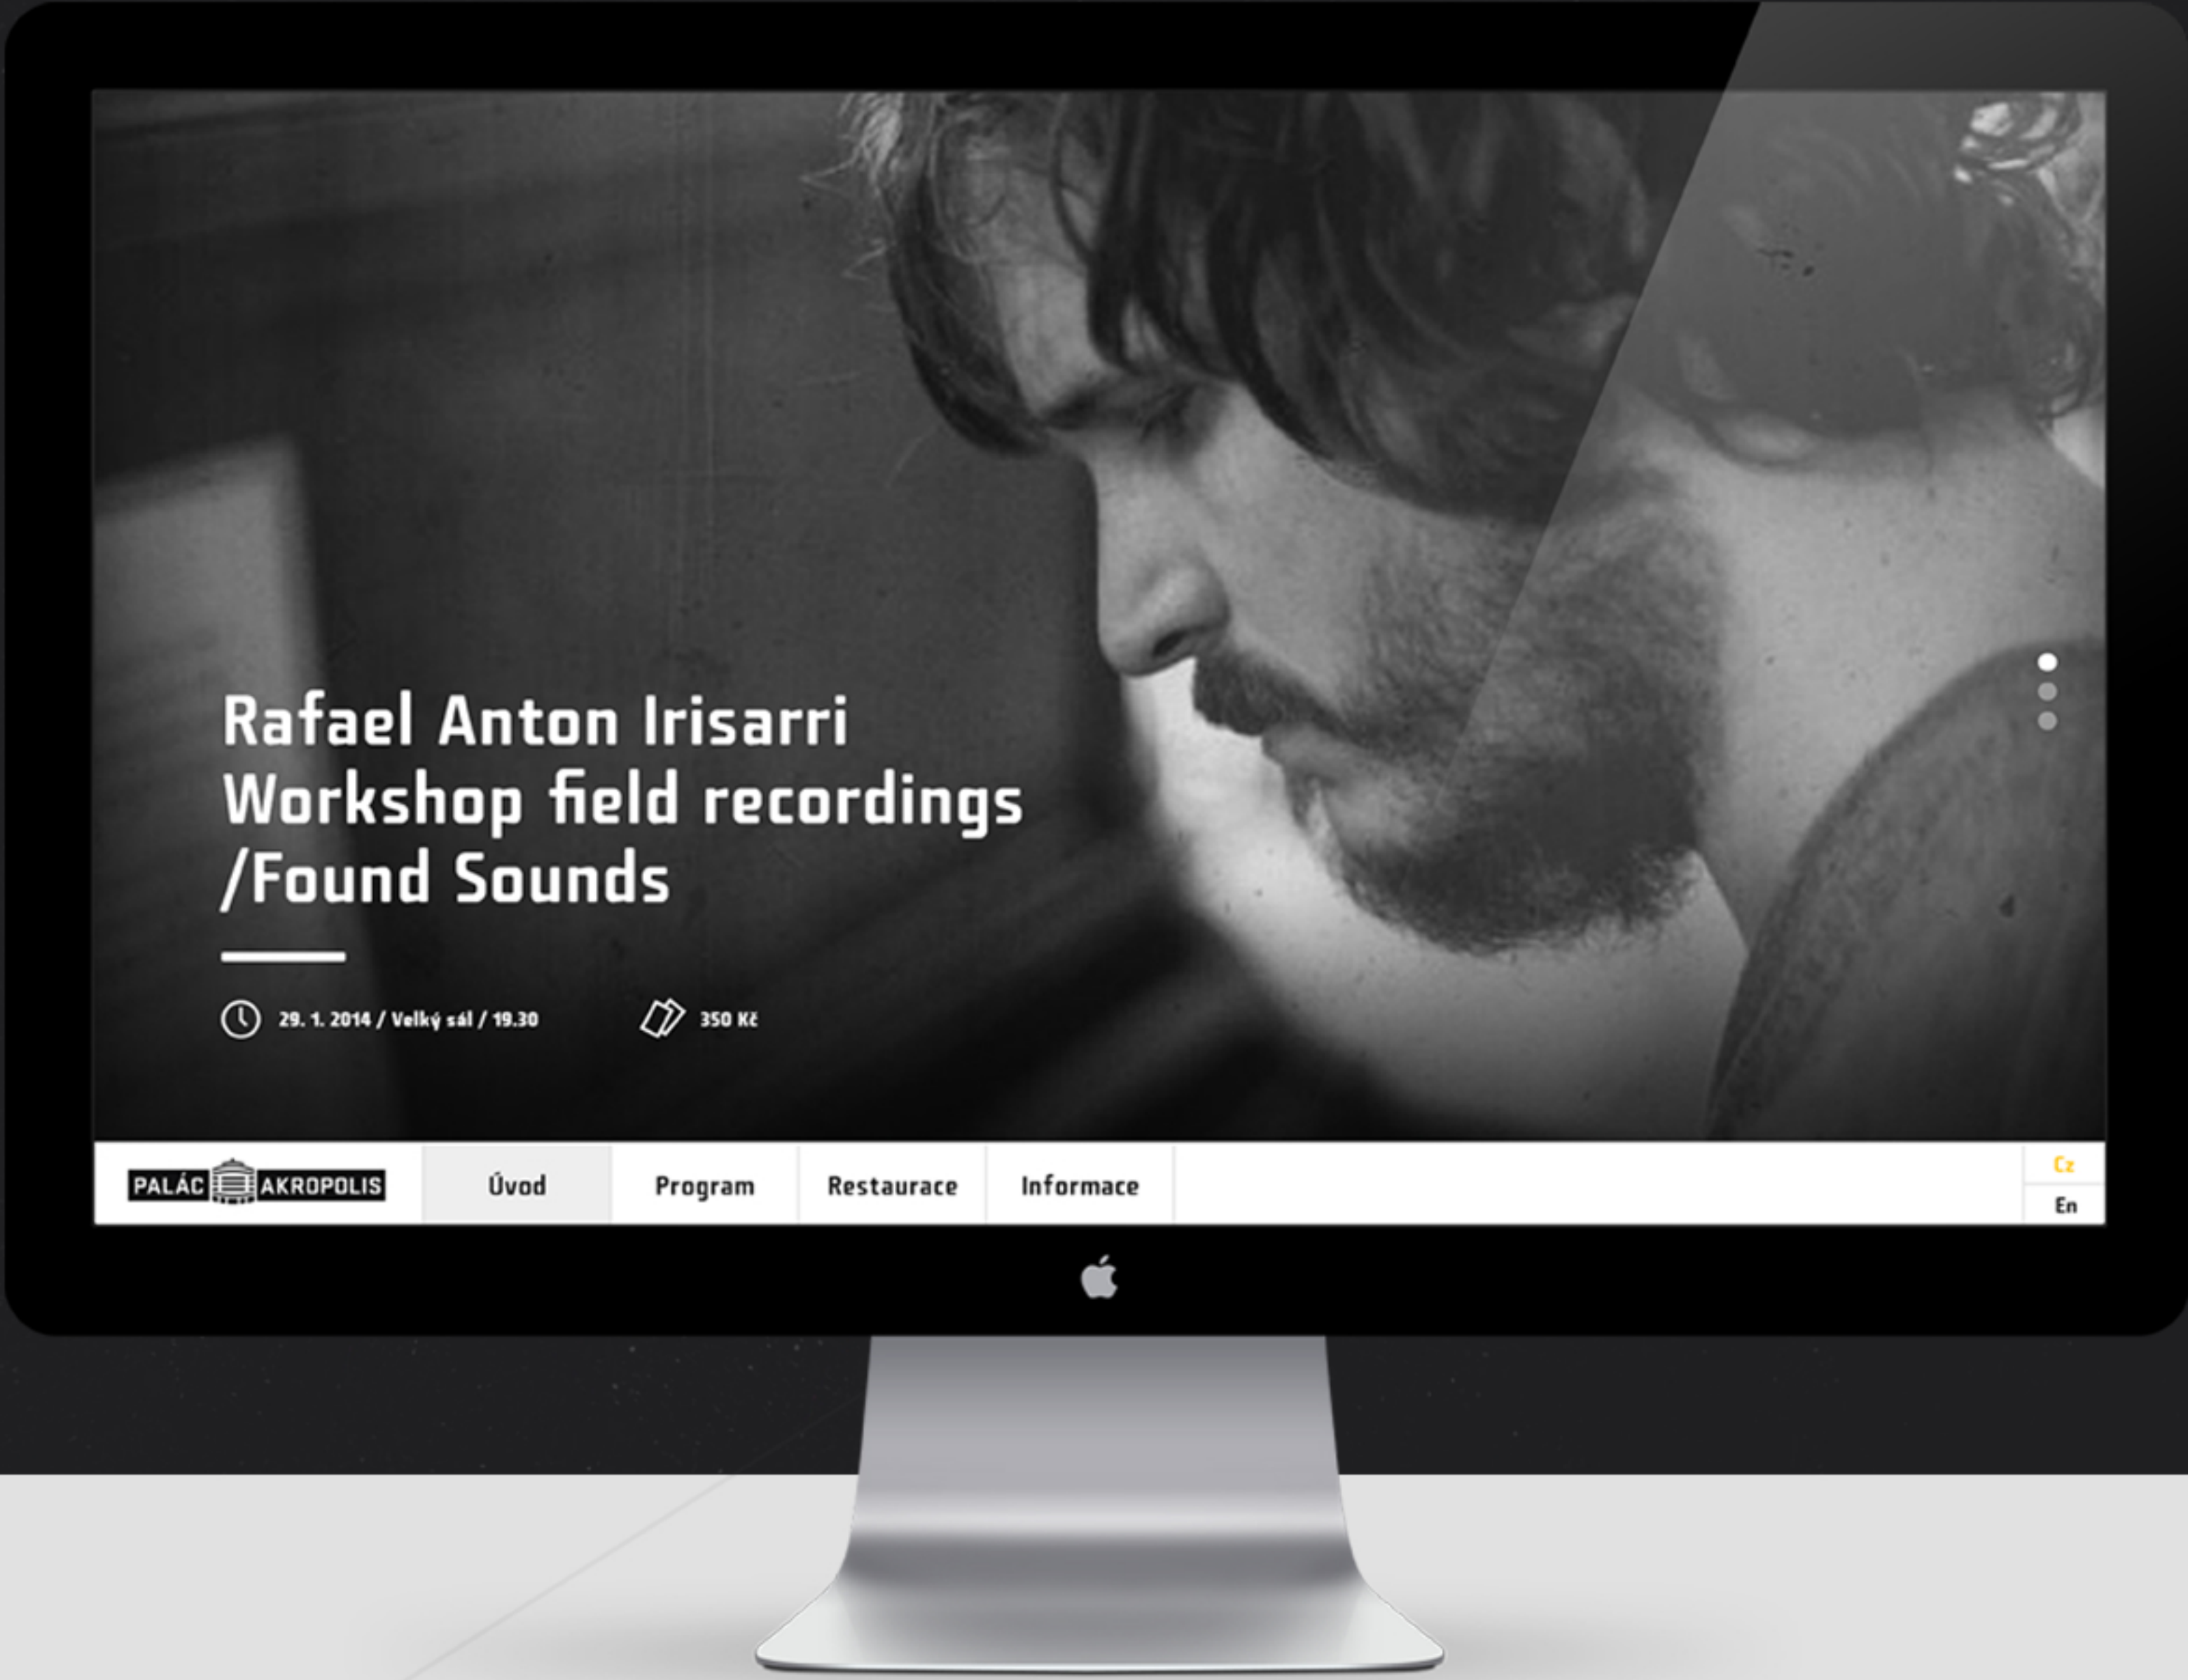 Rafael Anton Irisarri
Workshop field recordings
/Found Sounds
29. 1. 2014 / Velký sál / 19.30
350 Kč
PALÁC AKROPOLIS
Úvod
Program
Restaurace
Informace
Cz
En